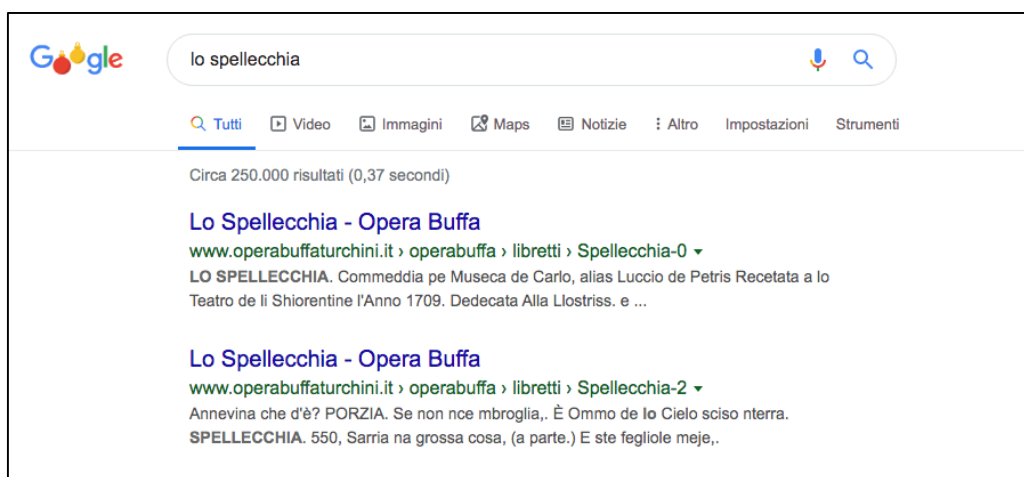 Google
lo spellecchia
Tutti Video Immagini Maps Notizie Altro Impostazioni Strumenti
Circa 250.000 risultati (0,37 secondi)
Lo Spellecchia - Opera Buffa
www.operabuffaturchini.it › operabuffa › libretti › Spellecchia-0
LO SPELLECCHIA. Commeddia pe Museca de Carlo, alias Luccio de Petris Recetata a lo
Teatro de li Shiorentine l'Anno 1709. Dedecata Alla Llostriss. e ...
Lo Spellecchia - Opera Buffa
www.operabuffaturchini.it › operabuffa › libretti › Spellecchia-2
Annevina che d'è? PORZIA. Se non nce mbroglia,. È Ommo de lo Cielo sciso nterra.
SPELLECCHIA. 550, Sarria na grossa cosa, (a parte.) E ste fegliole meje,.